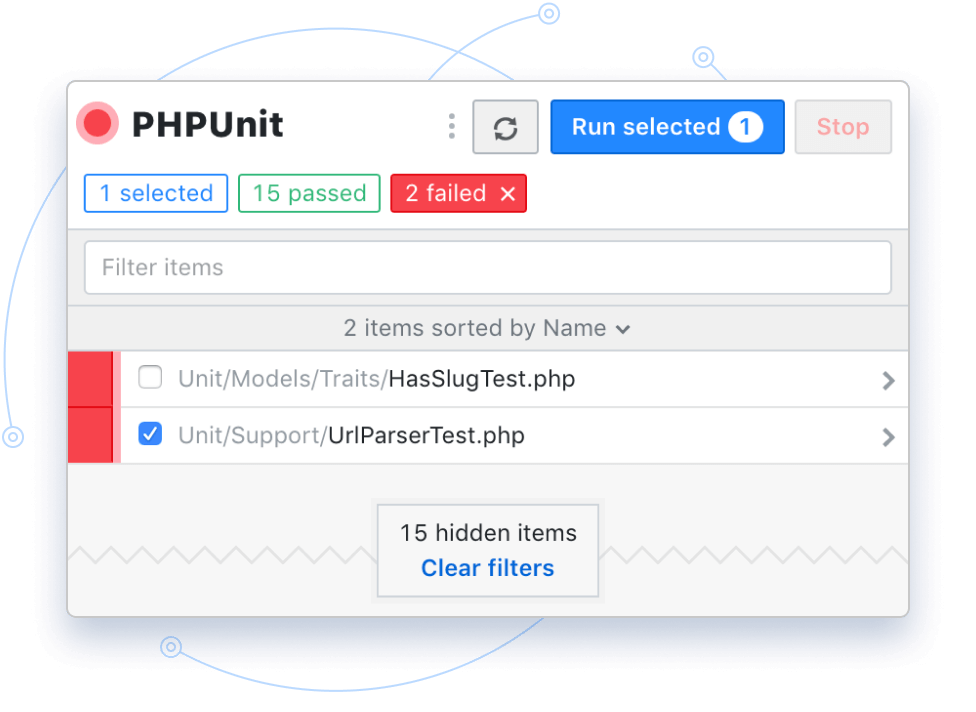 PHPUnit
Run selected 1
Stop
1 selected
15 passed
2 failed ×
Filter items
2 items sorted by Name
Unit/Models/Traits/HasSlugTest.php
Unit/Support/UrlParserTest.php
15 hidden items
Clear filters